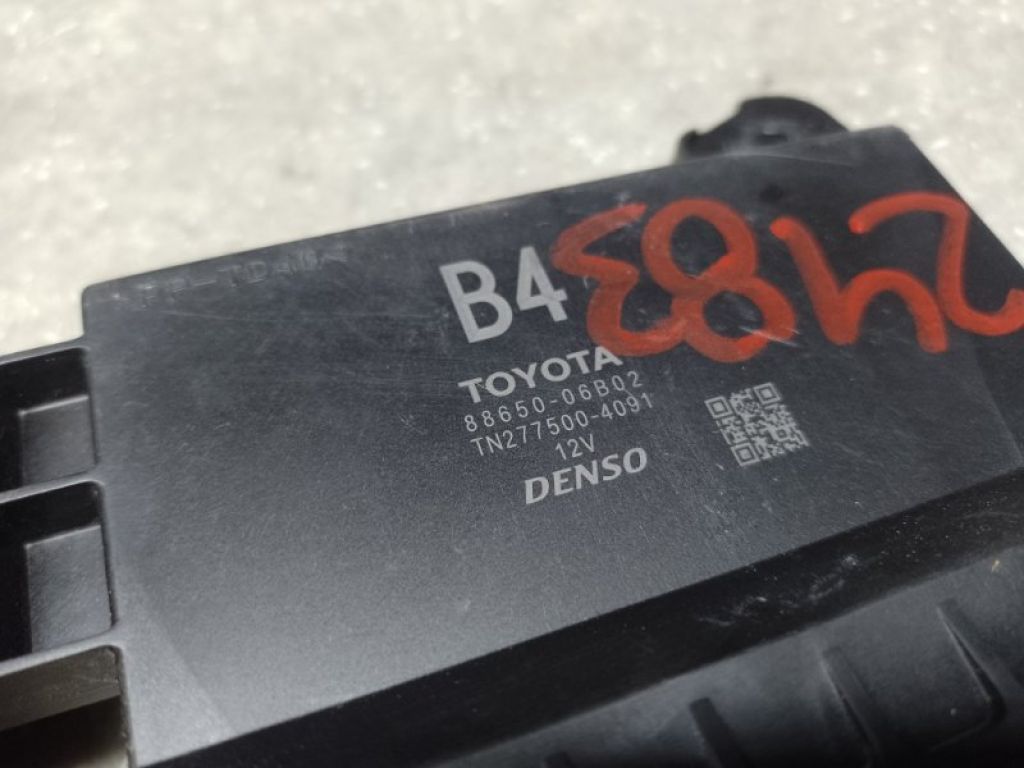 B4
2483
TOYOTA
88650-06B02
TN277500-4091
12V
DENSO